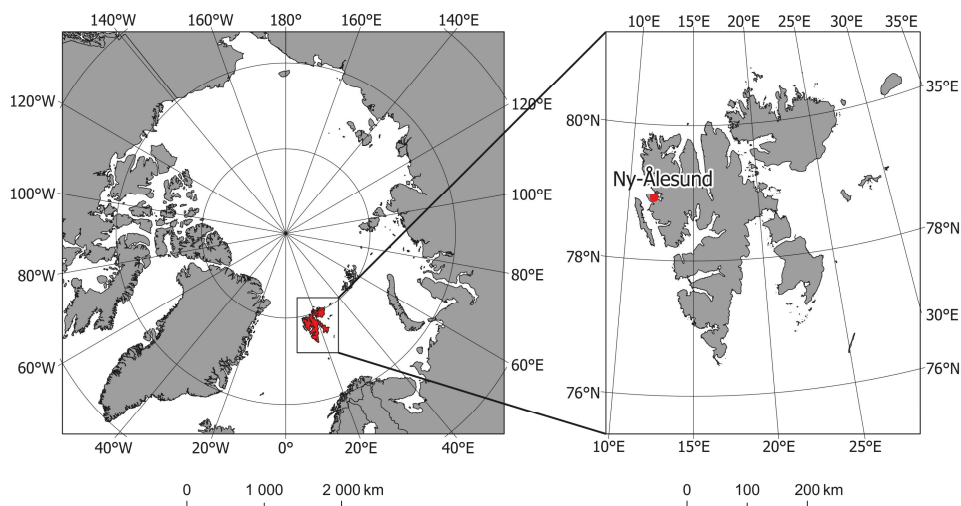 140°W 160°W 180° 160°E 140°E
10°E 15°E 20°E 25°E 30°E 35°E
120°W
120°E
100°W
100°E
80°W
80°E
60°W
60°E
40°W 20°W 0° 20°E 40°E
35°E
80°N
Ny-Ålesund
78°N
78°N
30°E
76°N
76°N
10°E 15°E 20°E 25°E
0 1 000 2 000 km
0 100 200 km